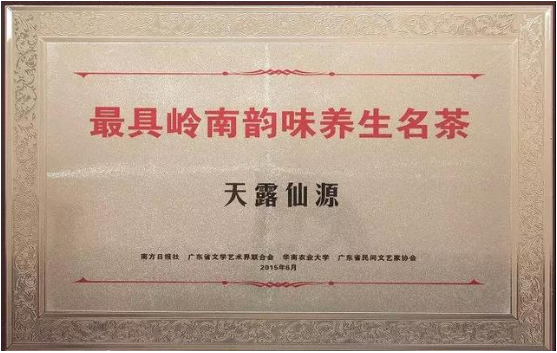 最具岭南韵味养生名茶
天露仙源
南方日报社 广东省文学艺术界联合会 华南农业大学 广东省民间文艺家协会
2015年6月